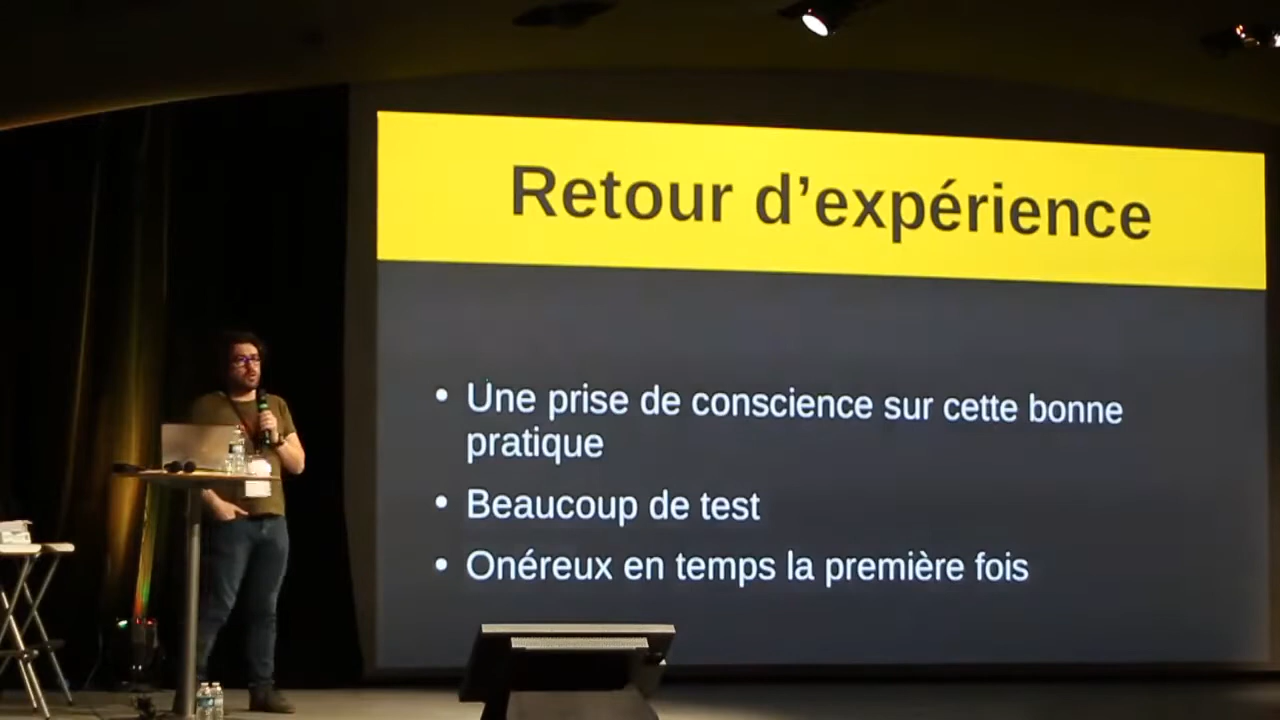 Retour d’expérience
• Une prise de conscience sur cette bonne
pratique
• Beaucoup de test
• Onéreux en temps la première fois